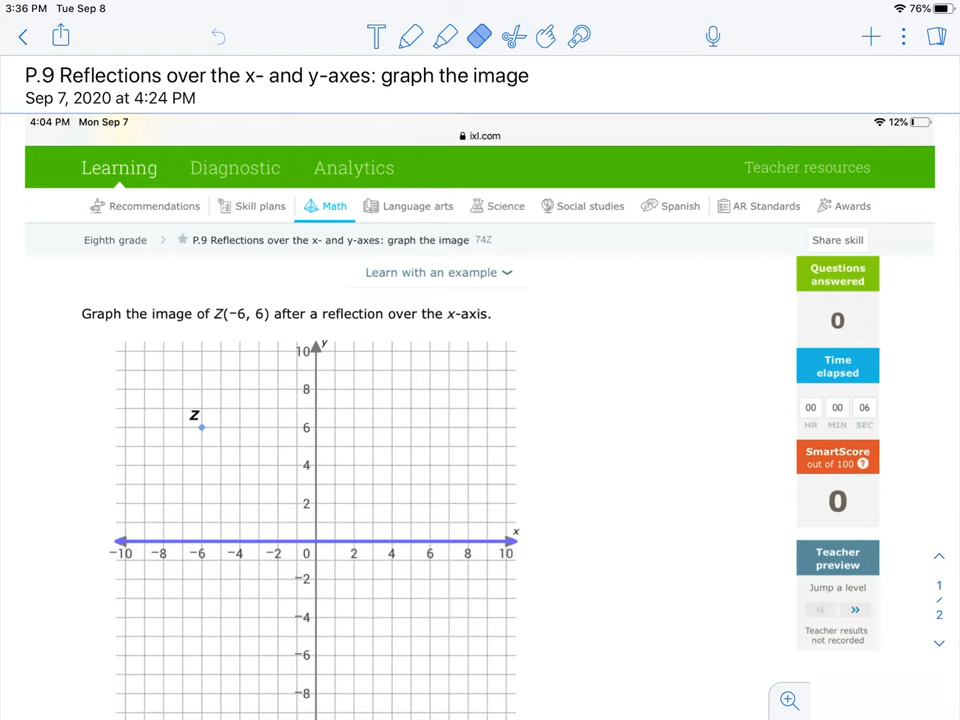 3:36 PM Tue Sep 8 76%
P.9 Reflections over the x- and y-axes: graph the image
Sep 7, 2020 at 4:24 PM
4:04 PM Mon Sep 7 12%
ixl.com
Learning Diagnostic Analytics Teacher resources
Recommendations Skill plans Math Language arts Science Social studies Spanish AR Standards Awards
Eighth grade P.9 Reflections over the x- and y-axes: graph the image 74Z Share skill
Learn with an example
Questions
answered
0
Graph the image of Z(−6, 6) after a reflection over the x-axis.
Time
elapsed
00 00 06
HR MIN SEC
SmartScore
out of 100 ?
0
Teacher
preview
Jump a level
Teacher results
not recorded
y
10
8
Z
6
4
2
x
−10 −8 −6 −4 −2 0 2 4 6 8 10
−2
−4
−6
−8
1
2